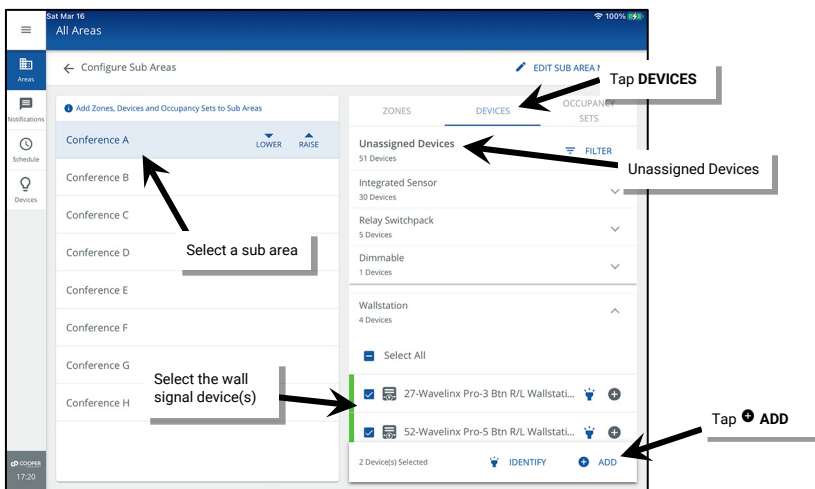 Sat Mar 16
100%
All Areas
Areas
Notifications
Schedule
Devices
COOPER
17:20
Configure Sub Areas
EDIT SUB AREA
Add Zones, Devices and Occupancy Sets to Sub Areas
Conference A
LOWER
RAISE
Conference B
Conference C
Conference D
Conference E
Conference F
Conference G
Conference H
ZONES
DEVICES
OCCUPANCY
SETS
Unassigned Devices
51 Devices
FILTER
Integrated Sensor
30 Devices
Relay Switchpack
5 Devices
Dimmable
1 Devices
Wallstation
4 Devices
Select All
27-Wavelinx Pro-3 Btn R/L Wallstati...
52-Wavelinx Pro-5 Btn R/L Wallstati...
2 Device(s) Selected
IDENTIFY
ADD
Tap DEVICES
Unassigned Devices
Select a sub area
Select the wall
signal device(s)
Tap ADD